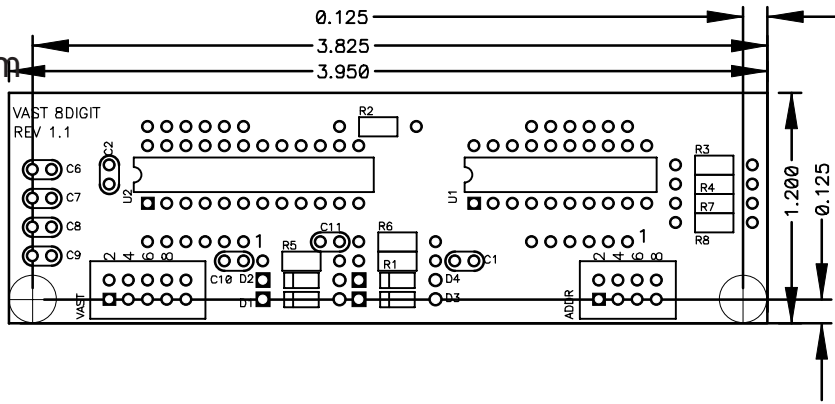 0.125
3.825
3.950
VAST 8DIGIT
REV 1.1
R2
C2
C6
C7
C8
C9
U2
U1
R3
R4
R7
R8
1.200
0.125
C11
R6
1
R5
C10
D2
R1
D4
C1
1
2
4
6
8
D1
D3
VAST
2
4
6
8
ADDR